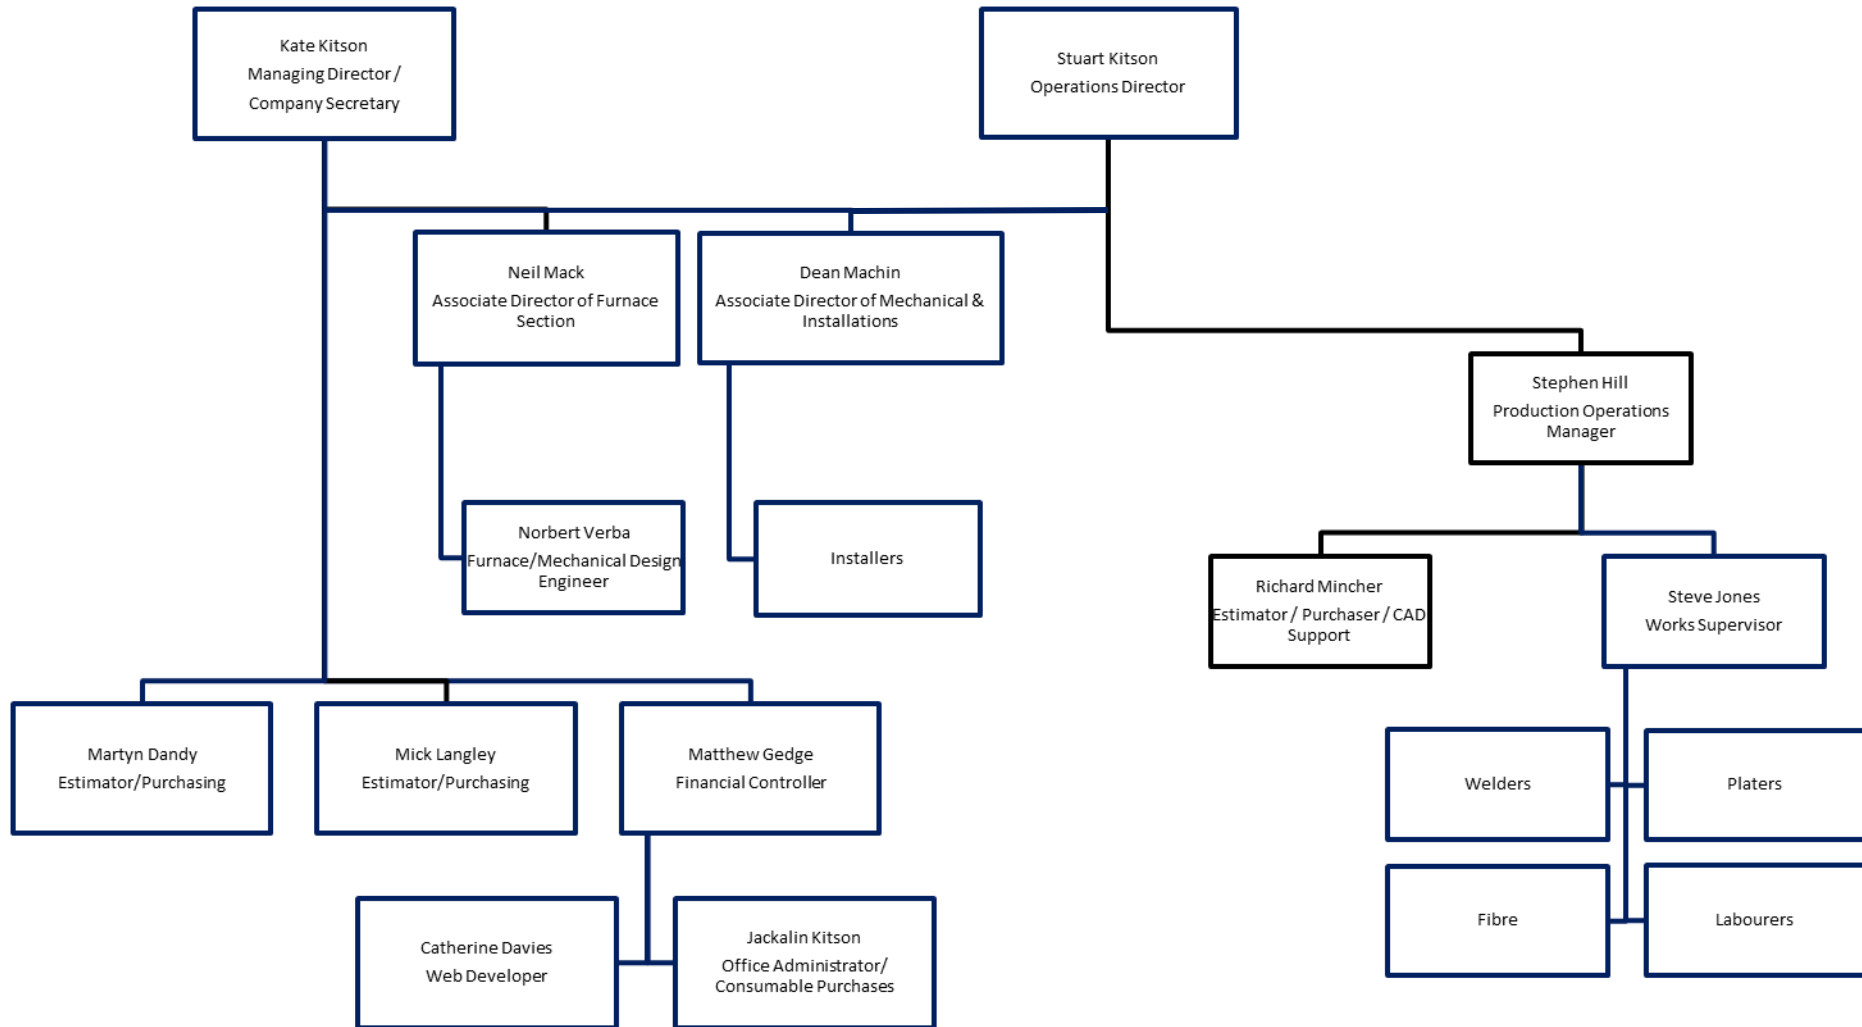 Kate Kitson
Managing Director /
Company Secretary
Stuart Kitson
Operations Director
Neil Mack
Associate Director of Furnace
Section
Dean Machin
Associate Director of Mechanical &
Installations
Stephen Hill
Production Operations
Manager
Norbert Verba
Furnace/Mechanical Design
Engineer
Installers
Richard Mincher
Estimator / Purchaser / CAD
Support
Steve Jones
Works Supervisor
Martyn Dandy
Estimator/Purchasing
Mick Langley
Estimator/Purchasing
Matthew Gedge
Financial Controller
Welders
Platers
Fibre
Labourers
Catherine Davies
Web Developer
Jackalin Kitson
Office Administrator/
Consumable Purchases